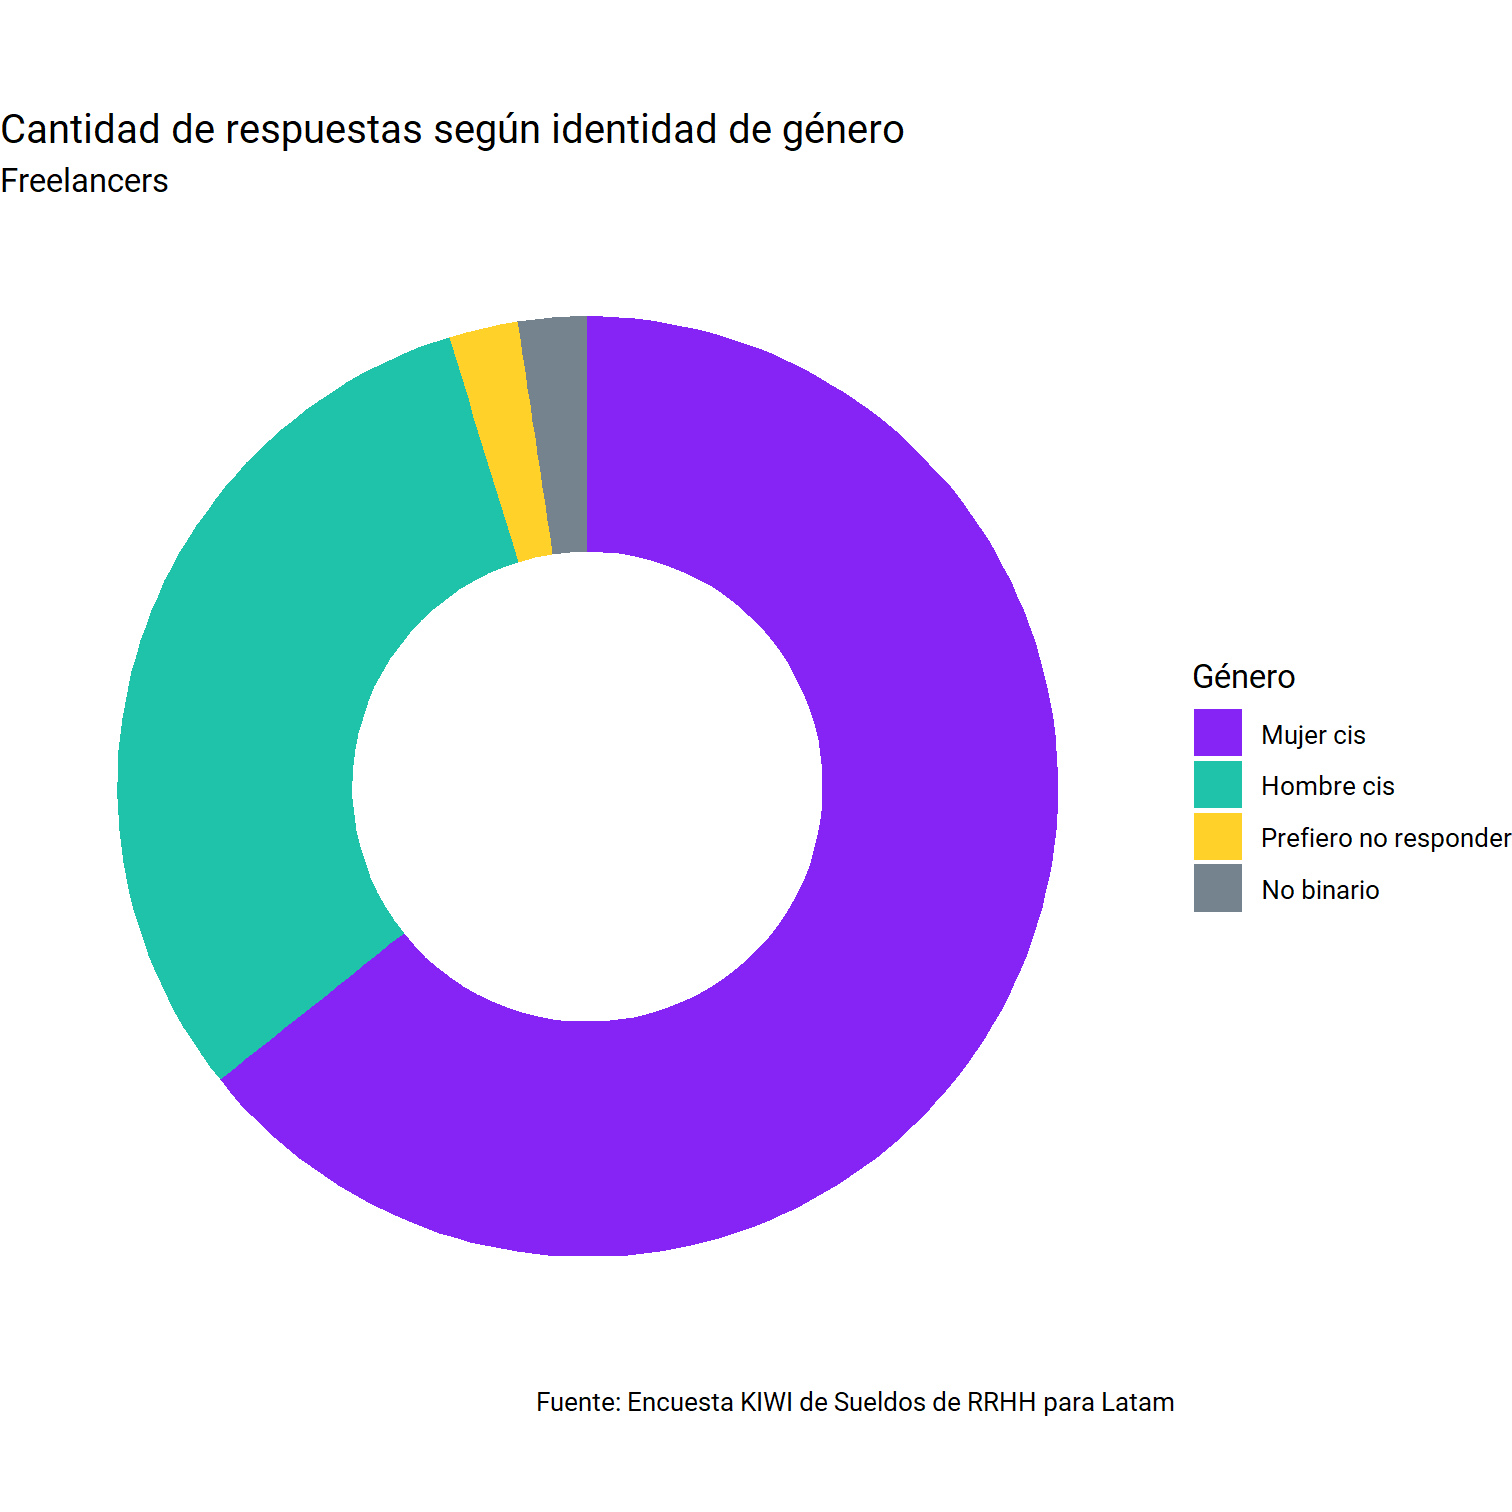 Cantidad de respuestas según identidad de género
Freelancers
Género
Mujer cis
Hombre cis
Prefiero no responder
No binario
Fuente: Encuesta KIWI de Sueldos de RRHH para Latam